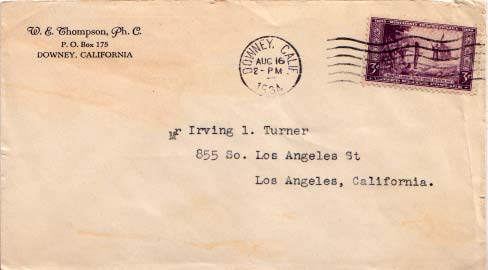 W. E. Thompson, Ph. C.
P. O. Box 175
DOWNEY, CALIFORNIA
DOWNEY, CALIF.
AUG 16
2-PM
1934
3¢
Mr Irving l. Turner
855 So. Los Angeles St
Los Angeles, California.